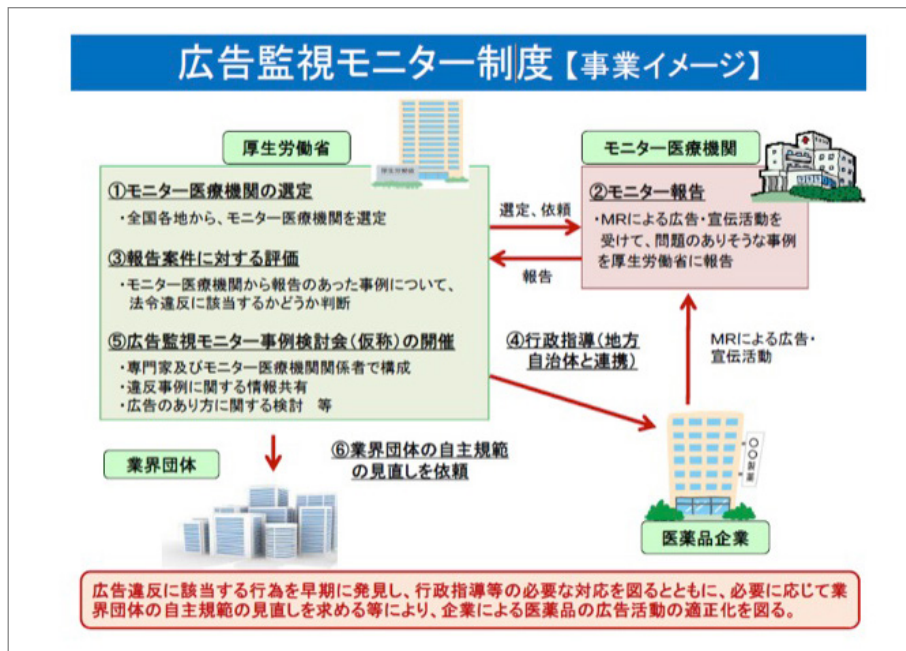 広告監視モニター制度【事業イメージ】
厚生労働省
厚生労働省
モニター医療機関
①モニター医療機関の選定
・全国各地から、モニター医療機関を選定
③報告案件に対する評価
・モニター医療機関から報告のあった事例について、
法令違反に該当するかどうか判断
⑤広告監視モニター事例検討会(仮称)の開催
・専門家及びモニター医療機関関係者で構成
・違反事例に関する情報共有
・広告のあり方に関する検討 等
選定、依頼
報告
②モニター報告
・MRによる広告・宣伝活動を
受けて、問題のありそうな事例
を厚生労働省に報告
④行政指導(地方
自治体と連携)
MRによる広告・
宣伝活動
業界団体
⑥業界団体の自主規範
の見直しを依頼
〇〇製薬
医薬品企業
広告違反に該当する行為を早期に発見し、行政指導等の必要な対応を図るとともに、必要に応じて業
界団体の自主規範の見直しを求める等により、企業による医薬品の広告活動の適正化を図る。